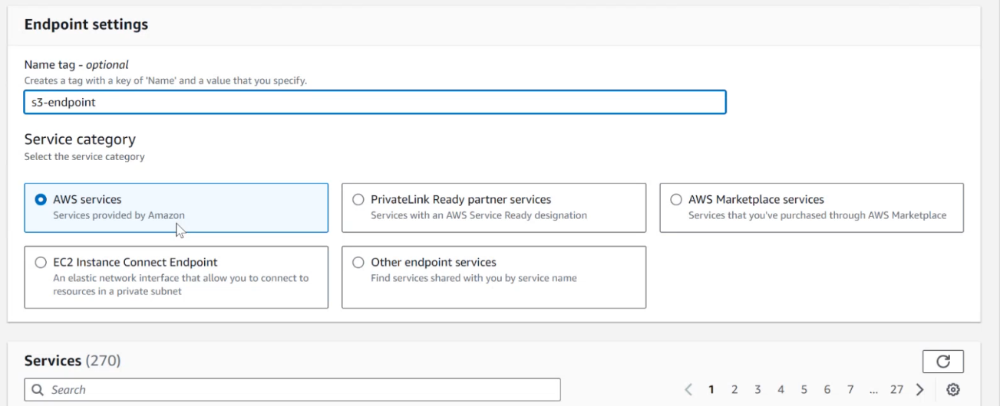 Endpoint settings
Name tag - optional
Creates a tag with a key of 'Name' and a value that you specify.
s3-endpoint
Service category
Select the service category
AWS services
Services provided by Amazon
PrivateLink Ready partner services
Services with an AWS Service Ready designation
AWS Marketplace services
Services that you've purchased through AWS Marketplace
EC2 Instance Connect Endpoint
An elastic network interface that allow you to connect to
resources in a private subnet
Other endpoint services
Find services shared with you by service name
Services (270)
Search
1 2 3 4 5 6 7 ... 27